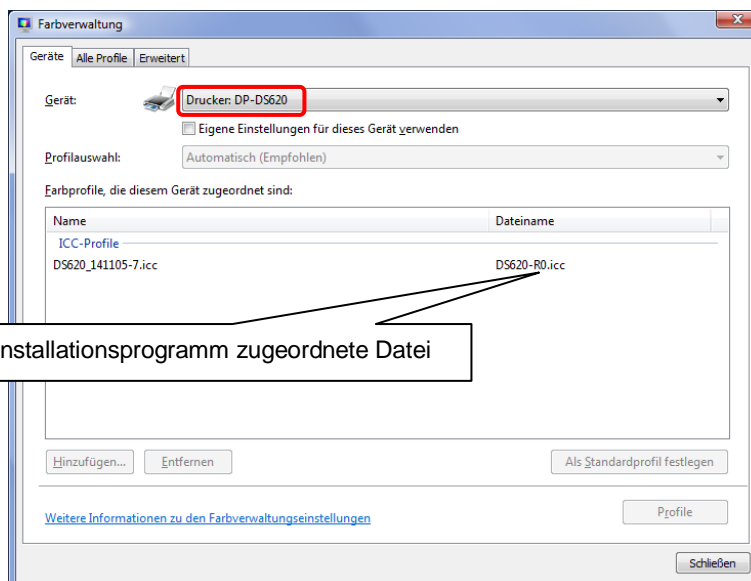 Farbverwaltung
Geräte Alle Profile Erweitert
Gerät: Drucker: DP-DS620
Eigene Einstellungen für dieses Gerät verwenden
Profilauswahl: Automatisch (Empfohlen)
Farbprofile, die diesem Gerät zugeordnet sind:
Name Dateiname
ICC-Profile
DS620_141105-7.icc DS620-R0.icc
nstallationsprogramm zugeordnete Datei
Hinzufügen... Entfernen Als Standardprofil festlegen
Weitere Informationen zu den Farbverwaltungseinstellungen Profile
Schließen